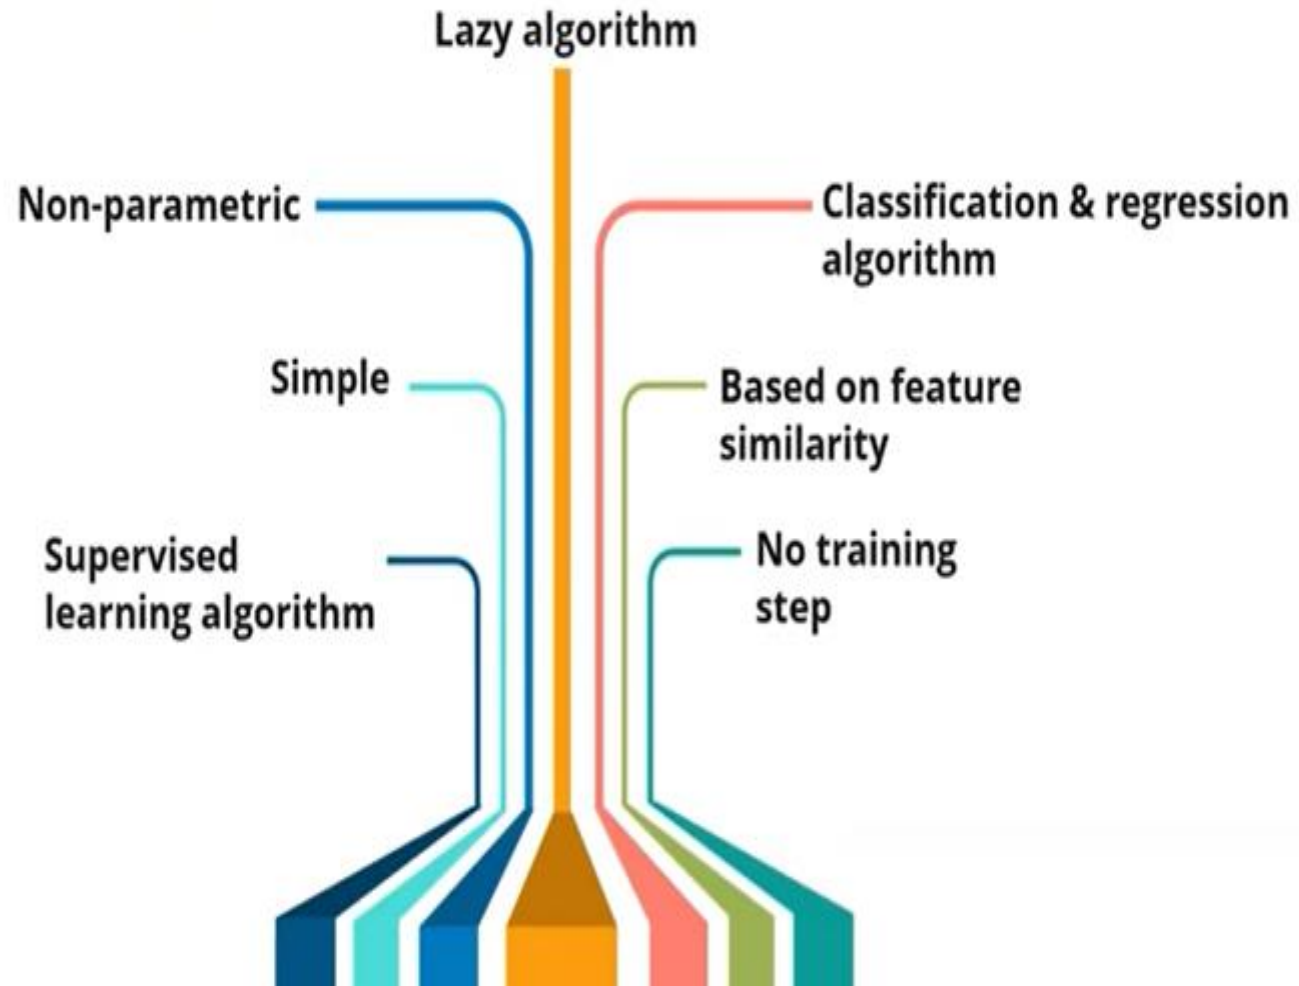 Lazy algorithm
Non-parametric
Classification & regression
algorithm
Simple
Based on feature
similarity
Supervised
learning algorithm
No training
step